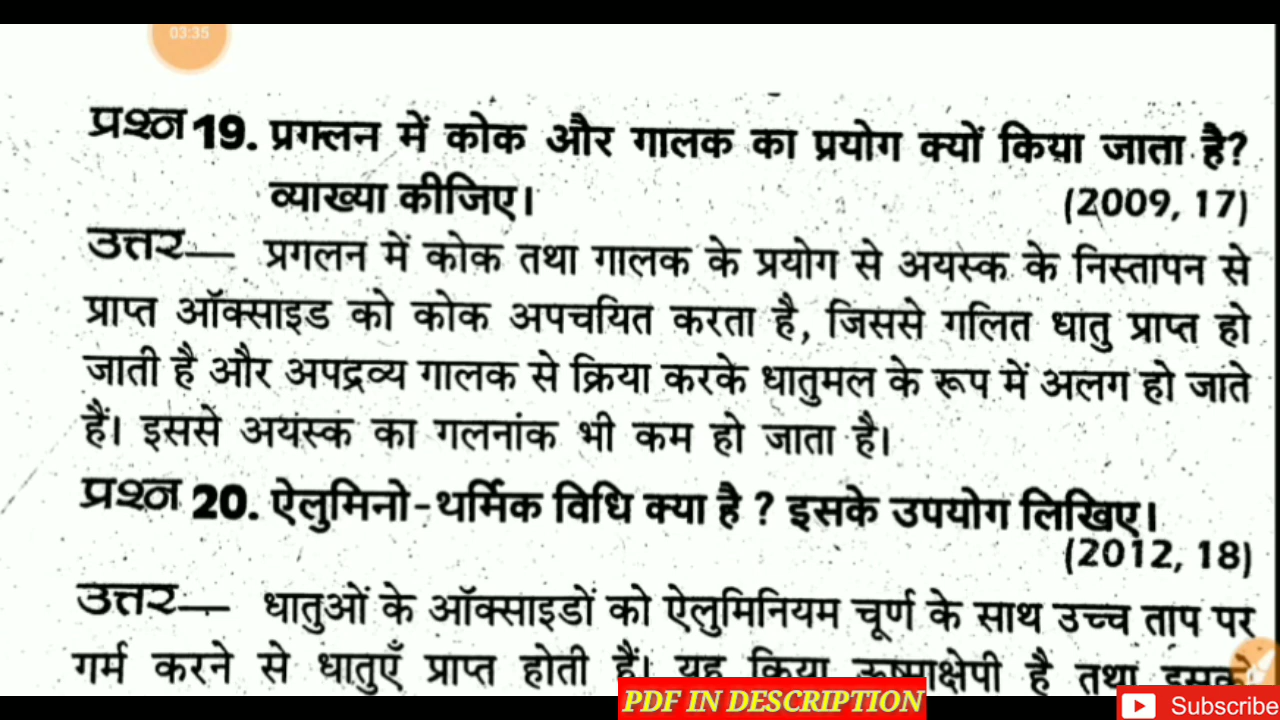 03:35
प्रश्न 19. प्रगलन में कोक और गालक का प्रयोग क्यों किया जाता है?
व्याख्या कीजिए। (2009, 17)
उत्तर— प्रगलन में कोक तथा गालक के प्रयोग से अयस्क के निस्तापन से
प्राप्त ऑक्साइड को कोक अपचयित करता है, जिससे गलित धातु प्राप्त हो
जाती है और अपद्रव्य गालक से क्रिया करके धातुमल के रूप में अलग हो जाते
हैं। इससे अयस्क का गलनांक भी कम हो जाता है।
प्रश्न 20. ऐलुमिनो-थर्मिक विधि क्या है ? इसके उपयोग लिखिए।
(2012, 18)
उत्तर— धातुओं के ऑक्साइडों को ऐलुमिनियम चूर्ण के साथ उच्च ताप पर
गर्म करने से धातुएँ प्राप्त होती हैं। यह क्रिया ऊष्माक्षेपी है तथा इसके
PDF IN DESCRIPTION
Subscribe